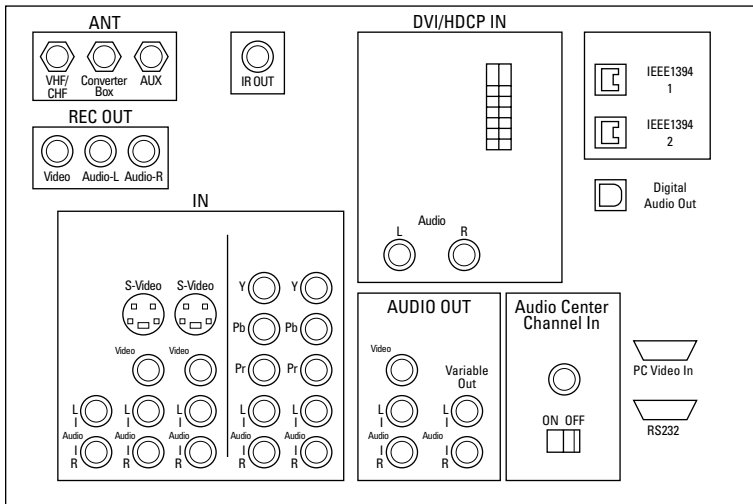 ANT
VHF/
CHF
Converter
Box
AUX
IR OUT
REC OUT
Video
Audio-L
Audio-R
DVI/HDCP IN
Audio
L
R
IEEE1394
1
IEEE1394
2
Digital
Audio Out
IN
S-Video
S-Video
Y
Y
Pb
Pb
Video
Video
Pr
Pr
L
L
L
L
L
I
I
I
I
I
Audio
Audio
Audio
Audio
Audio
I
I
I
I
I
R
R
R
R
R
AUDIO OUT
Video
Variable
Out
L
L
I
I
Audio
Audio
I
I
R
R
Audio Center
Channel In
ON OFF
PC Video In
RS232